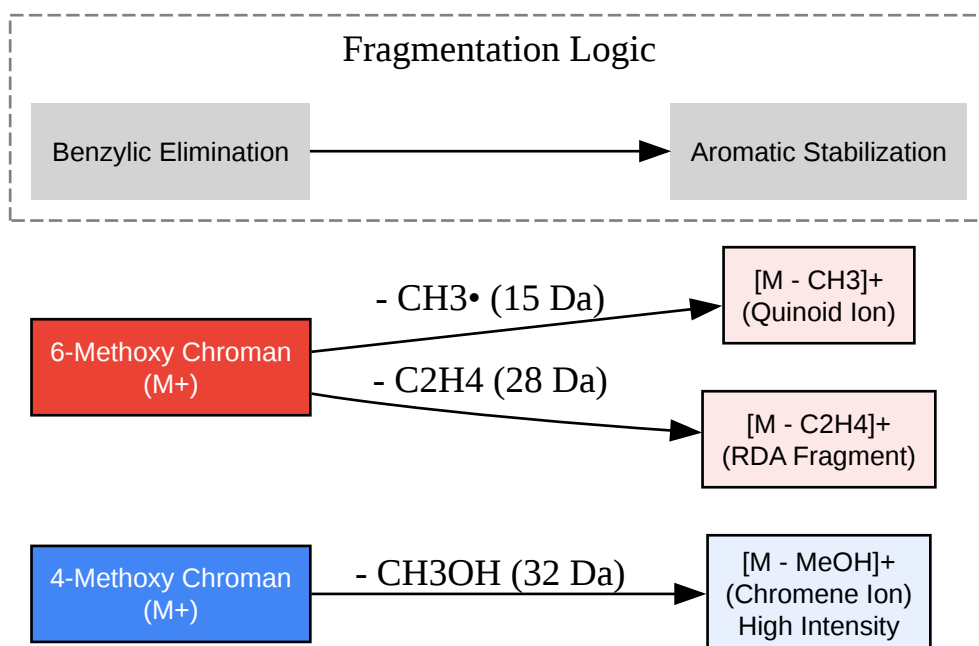 Fragmentation Logic
Benzylic Elimination
Aromatic Stabilization
6-Methoxy Chroman
(M+)
- CH3• (15 Da)
[M - CH3]+
(Quinoid Ion)
- C2H4 (28 Da)
[M - C2H4]+
(RDA Fragment)
4-Methoxy Chroman
(M+)
- CH3OH (32 Da)
[M - MeOH]+
(Chromene Ion)
High Intensity